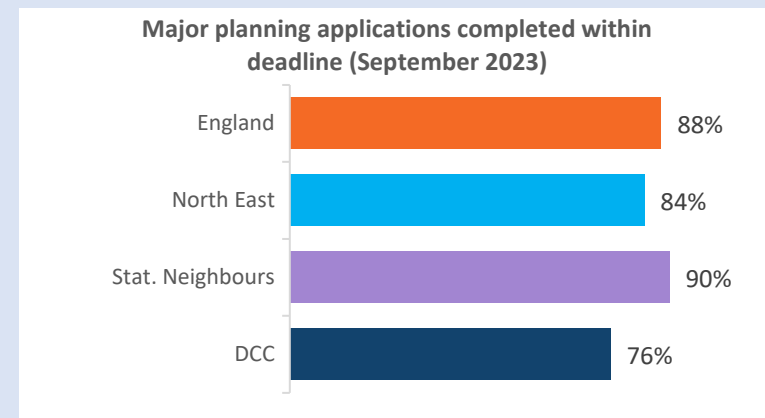 Major planning applications completed within
deadline (September 2023)
England 88%
North East 84%
Stat. Neighbours 90%
DCC 76%